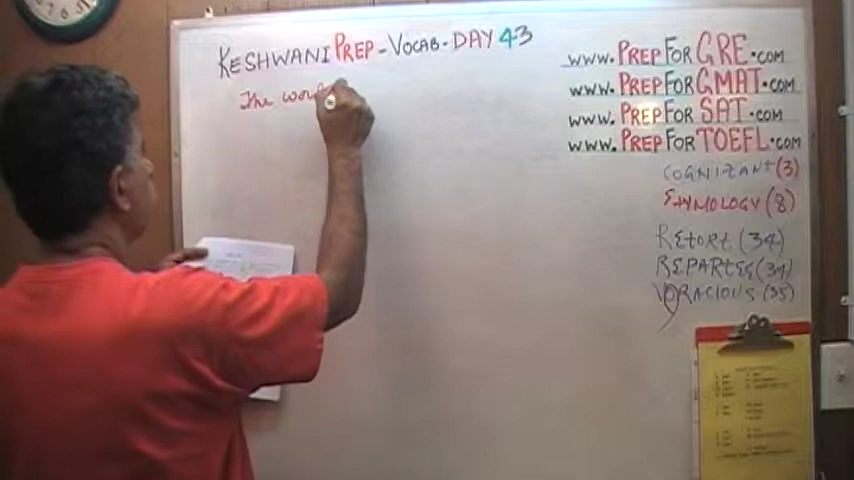 KESHWANI PREP - VOCAB - DAY 43
The
www.PREPFORGRE.com
www.PREPFORGMAT.com
www.PREPFORSAT.com
www.PREPFORTOEFL.com
COGNIZANT (3)
ETYMOLOGY (8)
RETORT (34)
REPARTEE (34)
VORACIOUS (35)